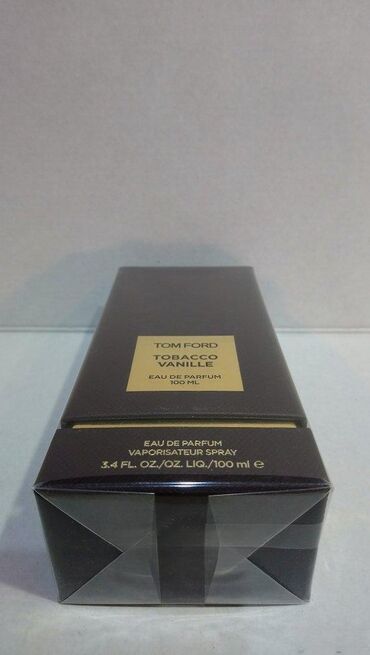 TOM FORD
TOBACCO
VANILLE
EAU DE PARFUM
100 ML
EAU DE PARFUM
VAPORISATEUR SPRAY
3.4 FL. OZ./OZ. LIQ./100 ml ℮